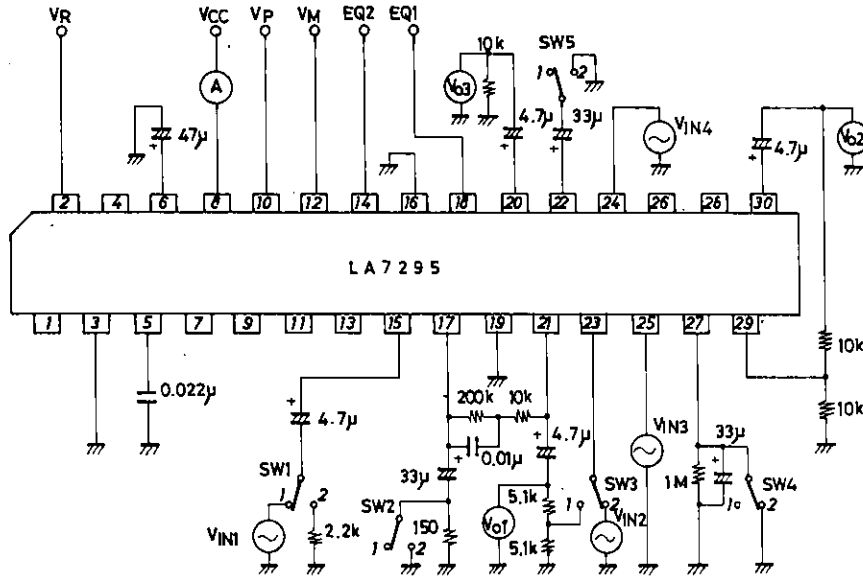 VR VCC VP VM EQ2 EQ1
10k SW5
A Vo3 1 2
47μ + 4.7μ + 33μ + VIN4 4.7μ + Vo2
2 4 6 8 10 12 14 16 18 20 22 24 26 28 30
LA7295
1 3 5 7 9 11 13 15 17 19 21 23 25 27 29
10k
0.022μ + 4.7μ 200k 10k + 4.7μ VIN3 10k
+ 0.01μ 33μ
SW1 33μ SW3 1M + SW4
1 2 SW2 5.1k 1 2 1 2
VIN1 2.2k 1 2 150 Vo1 5.1k VIN2